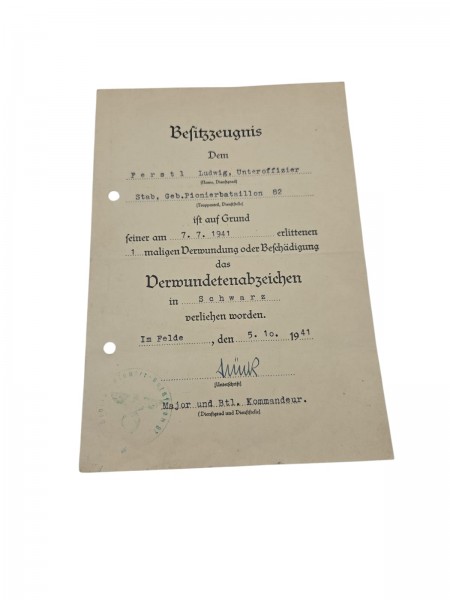 Besitzzeugnis
Dem
Ferstl Ludwig, Unteroffizier
(Name, Dienstgrad)
Stab, Geb.Pionierbataillon 82
(Truppenteil, Dienststelle)
ist auf Grund
seiner am 7. 7. 1941 erlittenen
1 maligen Verwundung oder Beschädigung
das
Verwundetenabzeichen
in Schwarz
verliehen worden.
Im Felde , den 5. 10. 1941
(Unterschrift)
Major und Btl. Kommandeur.
(Dienstgrad und Dienststelle)